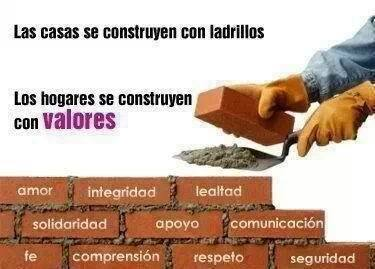 Las casas se construyen con ladrillos
Los hogares se construyen
con valores
amor integridad lealtad
solidaridad apoyo comunicación
fe comprensión respeto seguridad